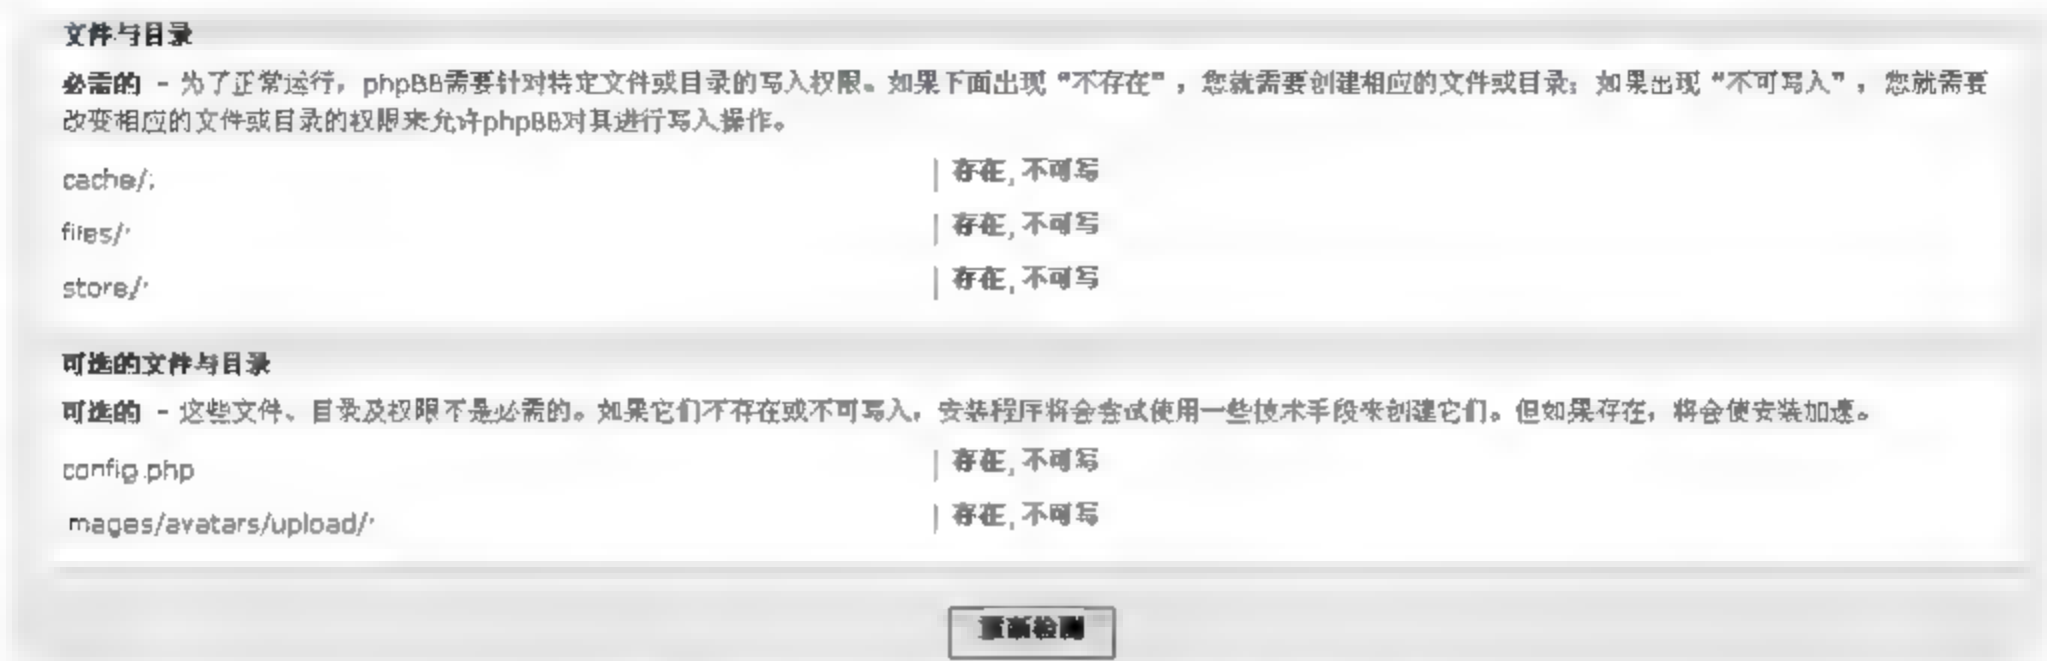 文件与目录
必需的 - 为了正常运行，phpBB需要针对特定文件或目录的写入权限。如果下面出现“不存在”，您就需要创建相应的文件或目录；如果出现“不可写入”，您就需要
改变相应的文件或目录的权限来允许phpBB对其进行写入操作。
cache/: | 存在, 不可写
files/: | 存在, 不可写
store/: | 存在, 不可写
可选的文件与目录
可选的 - 这些文件、目录及权限不是必需的。如果它们不存在或不可写入，安装程序将会尝试使用一些技术手段来创建它们。但如果存在，将会使安装加速。
config.php | 存在, 不可写
mages/avatars/upload/: | 存在, 不可写
重新检测